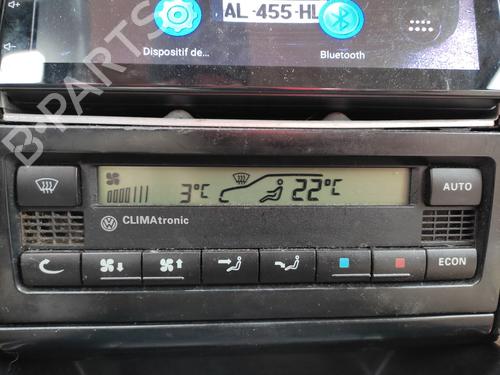 AL-455-HL
Dispositif de...
Bluetooth
3°C 22°C
AUTO
CLIMAtronic
ECON
B-PARTS